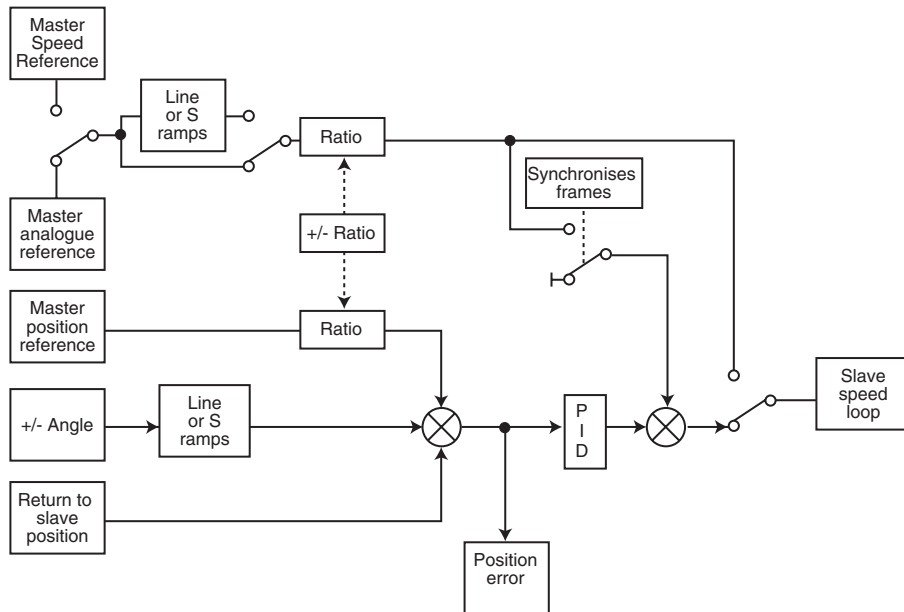 Master
Speed
Reference
Line
or S
ramps
Ratio
Synchronises
frames
Master
analogue
reference
+/- Ratio
Master
position
reference
Ratio
+/- Angle
Line
or S
ramps
P
I
D
Slave
speed
loop
Return to
slave
position
Position
error